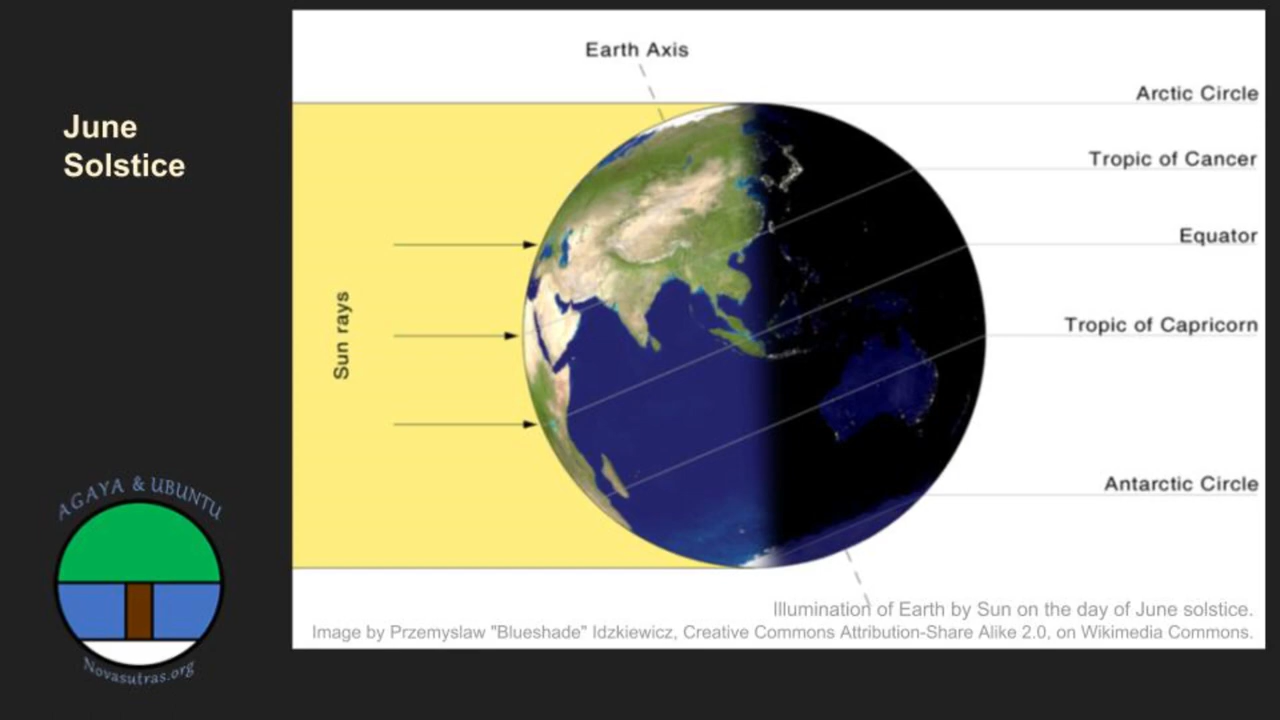 June
Solstice
Earth Axis
Arctic Circle
Tropic of Cancer
Equator
Tropic of Capricorn
Antarctic Circle
Sun rays
Illumination of Earth by Sun on the day of June solstice.
Image by Przemyslaw "Blueshade" Idzkiewicz, Creative Commons Attribution-Share Alike 2.0, on Wikimedia Commons.
AGAYA & UBUNTU
Novasutras.org